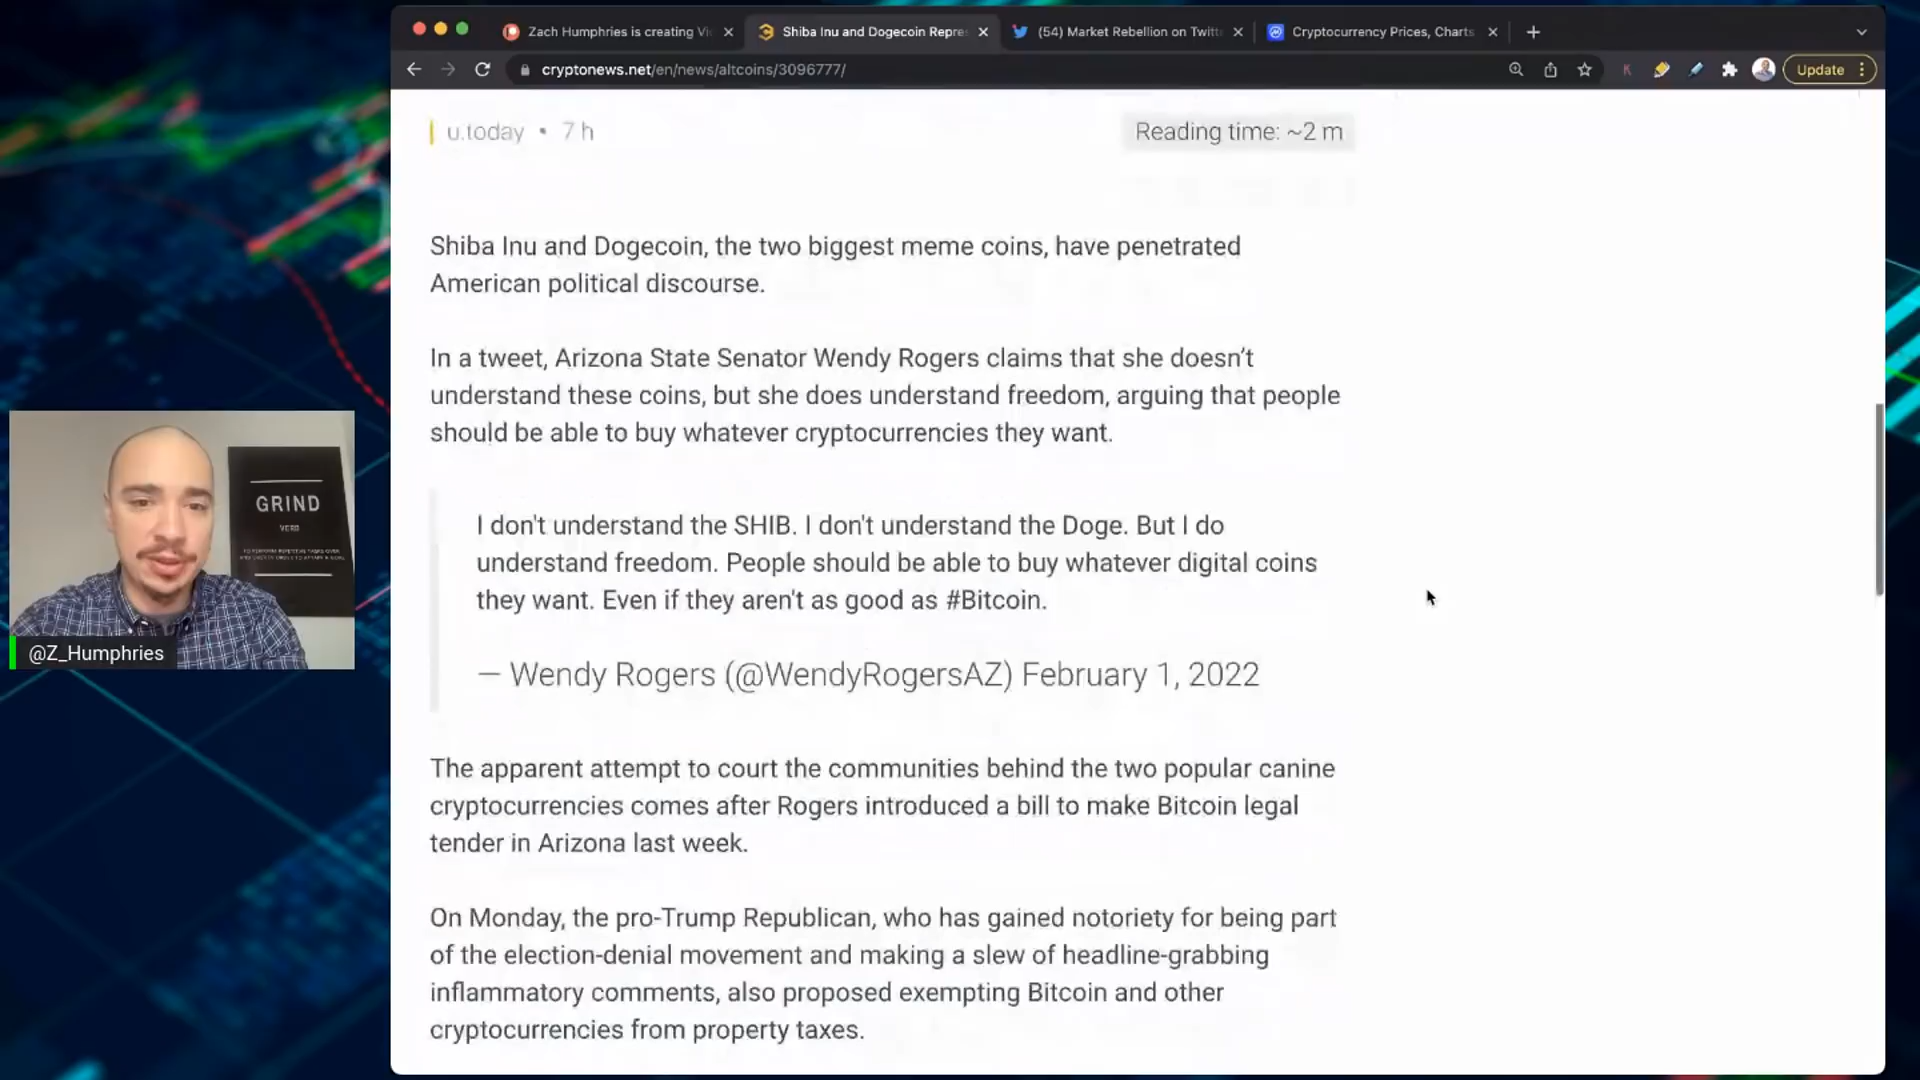 Zach Humphries is creating Vi
Shiba Inu and Dogecoin Repre
(54) Market Rebellion on Twitt
Cryptocurrency Prices, Charts
cryptonews.net/en/news/altcoins/3096777/
Update
u.today • 7 h
Reading time: ~2 m
Shiba Inu and Dogecoin, the two biggest meme coins, have penetrated
American political discourse.
In a tweet, Arizona State Senator Wendy Rogers claims that she doesn’t
understand these coins, but she does understand freedom, arguing that people
should be able to buy whatever cryptocurrencies they want.
I don't understand the SHIB. I don't understand the Doge. But I do
understand freedom. People should be able to buy whatever digital coins
they want. Even if they aren't as good as #Bitcoin.
— Wendy Rogers (@WendyRogersAZ) February 1, 2022
The apparent attempt to court the communities behind the two popular canine
cryptocurrencies comes after Rogers introduced a bill to make Bitcoin legal
tender in Arizona last week.
On Monday, the pro-Trump Republican, who has gained notoriety for being part
of the election-denial movement and making a slew of headline-grabbing
inflammatory comments, also proposed exempting Bitcoin and other
cryptocurrencies from property taxes.
GRIND
VERB
@Z_Humphries